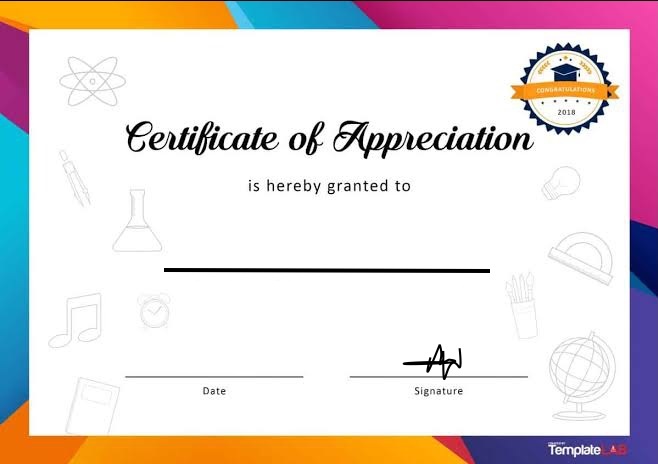 CONGRATULATIONS
2018
Certificate of Appreciation
is hereby granted to
Date
Signature
TemplateLAB